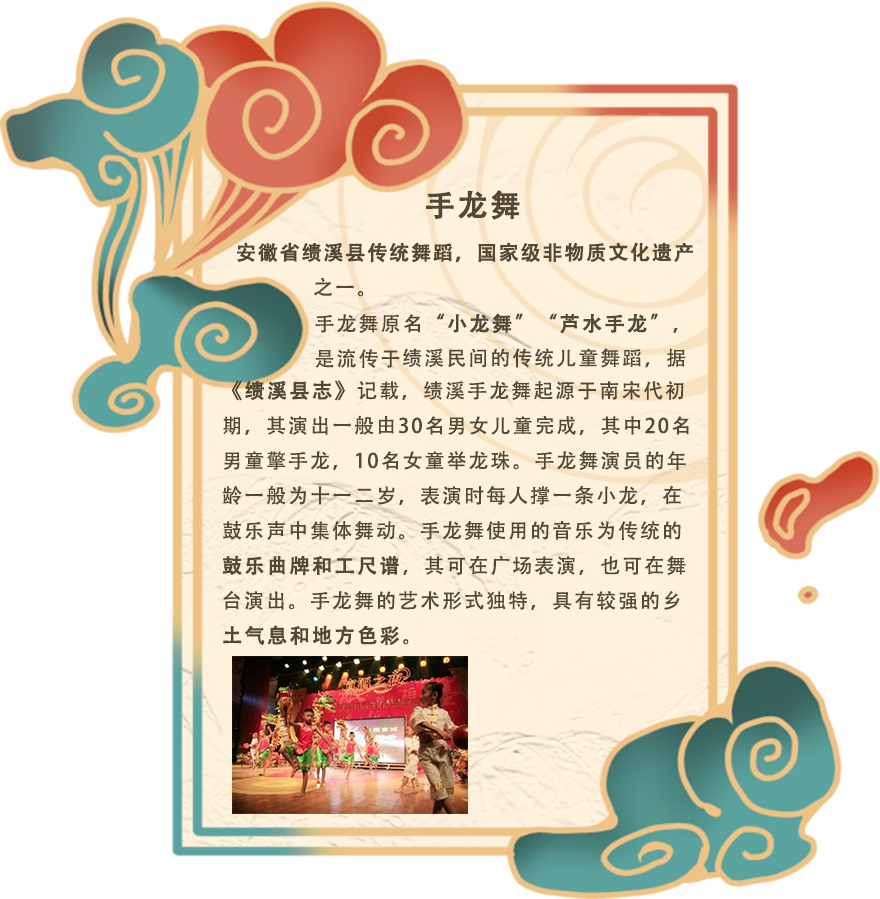 手龙舞
安徽省绩溪县传统舞蹈，国家级非物质文化遗产
之一。
手龙舞原名“小龙舞”“芦水手龙”，
是流传于绩溪民间的传统儿童舞蹈，据
《绩溪县志》记载，绩溪手龙舞起源于南宋代初
期，其演出一般由30名男女儿童完成，其中20名
男童擎手龙，10名女童举龙珠。手龙舞演员的年
龄一般为十一二岁，表演时每人撑一条小龙，在
鼓乐声中集体舞动。手龙舞使用的音乐为传统的
鼓乐曲牌和工尺谱，其可在广场表演，也可在舞
台演出。手龙舞的艺术形式独特，具有较强的乡
土气息和地方色彩。
之夜